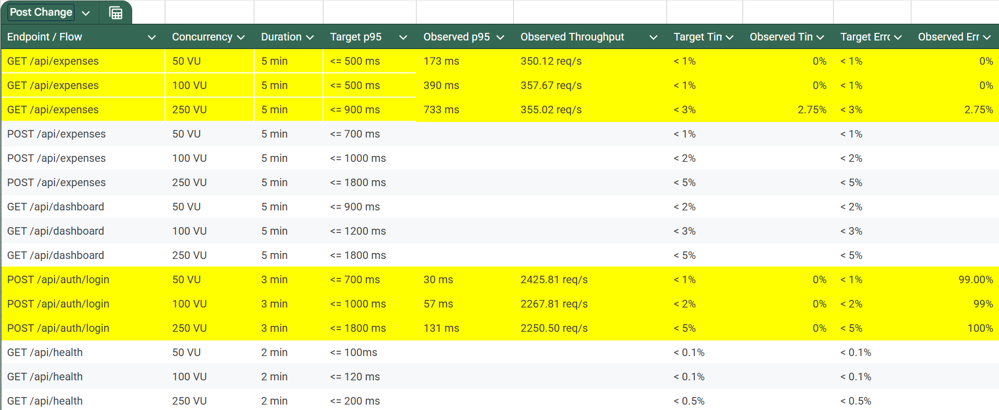 Post Change
Endpoint / Flow Concurrency Duration Target p95 Observed p95 Observed Throughput Target Tin Observed Tin Target Erro Observed Err
GET /api/expenses 50 VU 5 min <= 500 ms 173 ms 350.12 req/s < 1% 0% < 1% 0%
GET /api/expenses 100 VU 5 min <= 500 ms 390 ms 357.67 req/s < 1% 0% < 1% 0%
GET /api/expenses 250 VU 5 min <= 900 ms 733 ms 355.02 req/s < 3% 2.75% < 3% 2.75%
POST /api/expenses 50 VU 5 min <= 700 ms < 1% < 1%
POST /api/expenses 100 VU 5 min <= 1000 ms < 2% < 2%
POST /api/expenses 250 VU 5 min <= 1800 ms < 5% < 5%
GET /api/dashboard 50 VU 5 min <= 900 ms < 2% < 2%
GET /api/dashboard 100 VU 5 min <= 1200 ms < 3% < 3%
GET /api/dashboard 250 VU 5 min <= 1800 ms < 5% < 5%
POST /api/auth/login 50 VU 3 min <= 700 ms 30 ms 2425.81 req/s < 1% 0% < 1% 99.00%
POST /api/auth/login 100 VU 3 min <= 1000 ms 57 ms 2267.81 req/s < 2% 0% < 2% 99%
POST /api/auth/login 250 VU 3 min <= 1800 ms 131 ms 2250.50 req/s < 5% 0% < 5% 100%
GET /api/health 50 VU 2 min <= 100ms < 0.1% < 0.1%
GET /api/health 100 VU 2 min <= 120 ms < 0.1% < 0.1%
GET /api/health 250 VU 2 min <= 200 ms < 0.5% < 0.5%